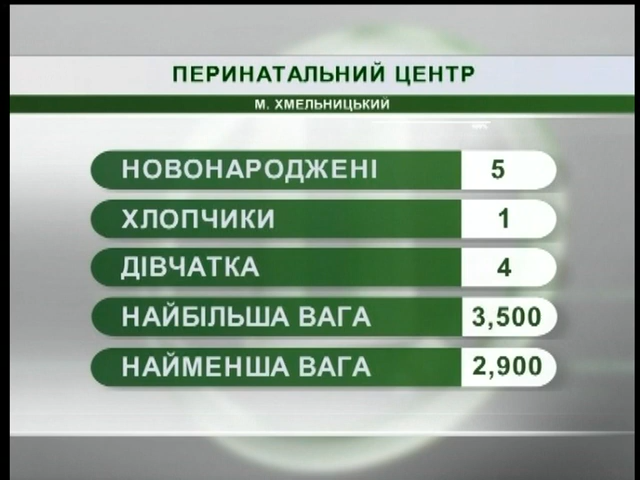 ПЕРИНАТАЛЬНИЙ ЦЕНТР
М. ХМЕЛЬНИЦЬКИЙ
НОВОНАРОДЖЕНІ 5
ХЛОПЧИКИ 1
ДІВЧАТКА 4
НАЙБІЛЬША ВАГА 3,500
НАЙМЕНША ВАГА 2,900